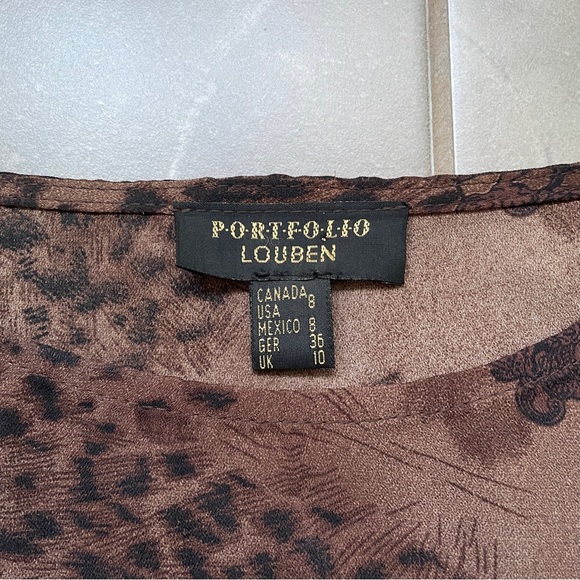 PORTFOLIO
LOUBEN
CANADA
USA 8
MEXICO 8
GER 36
UK 10